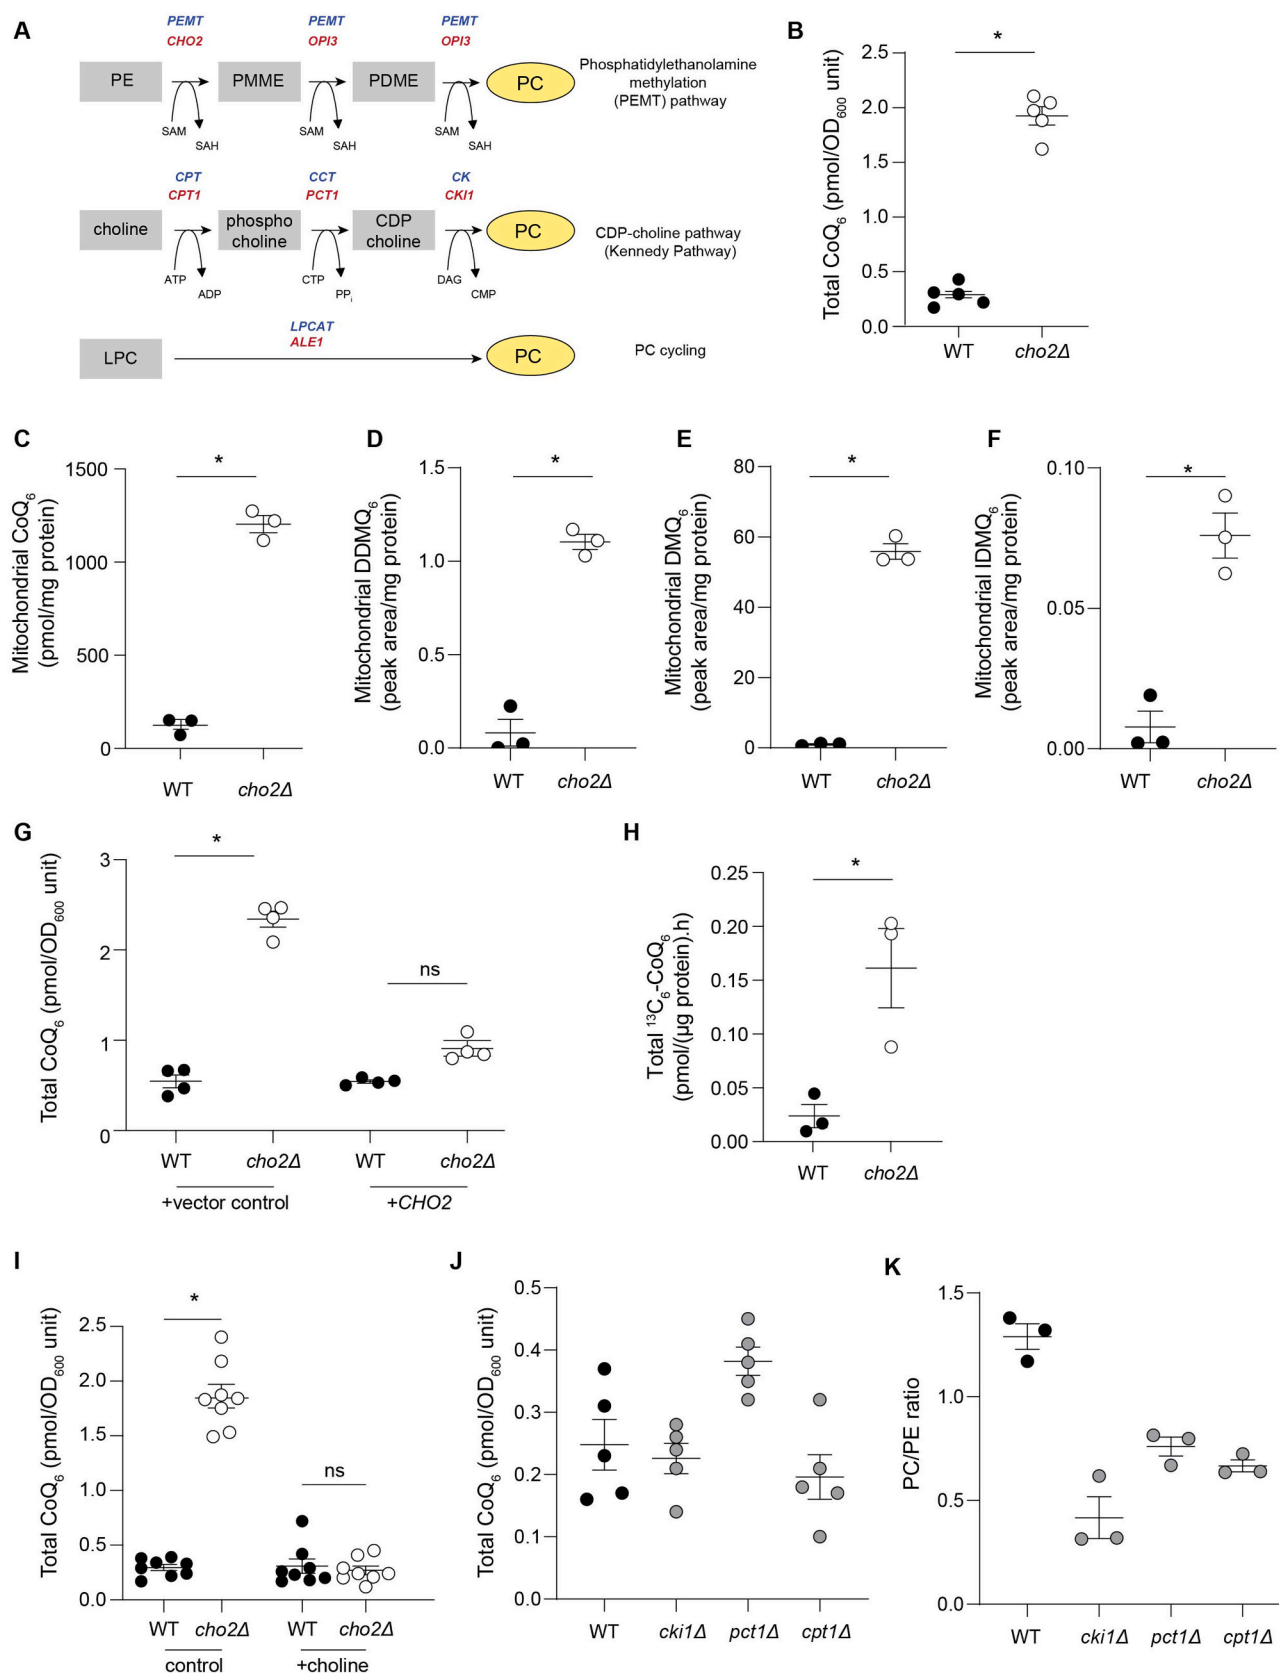 A
PEMT PEMT PEMT
CHO2 OPI3 OPI3
PE PMME PDME PC
Phosphatidylethanolamine
methylation
(PEMT) pathway
SAM SAM SAM
SAH SAH SAH
CPT CCT CK
CPT1 PCT1 CKI1
choline
phospho
choline
CDP
choline
PC
CDP-choline pathway
(Kennedy Pathway)
ATP CTP DAG
ADP PPi CMP
LPCAT
ALE1
LPC PC PC cycling
B
*
Total CoQ6 (pmol/OD600 unit)
2.5
2.0
1.5
1.0
0.5
0.0
WT cho2Δ
C
*
Mitochondrial CoQ6
(pmol/mg protein)
1500
1000
500
0
WT cho2Δ
D
*
Mitochondrial DDMQ6
(peak area/mg protein)
1.5
1.0
0.5
0.0
WT cho2Δ
E
*
Mitochondrial DMQ6
(peak area/mg protein)
80
60
40
20
0
WT cho2Δ
F
*
Mitochondrial IDMQ6
(peak area/mg protein)
0.10
0.05
0.00
WT cho2Δ
G
*
ns
Total CoQ6 (pmol/OD600 unit)
3
2
1
0
WT cho2Δ WT cho2Δ
+vector control +CHO2
H
*
Total 13C6-CoQ6
(pmol/(µg protein).h)
0.25
0.20
0.15
0.10
0.05
0.00
WT cho2Δ
I
*
ns
Total CoQ6 (pmol/OD600 unit)
2.5
2.0
1.5
1.0
0.5
0.0
WT cho2Δ WT cho2Δ
control +choline
J
Total CoQ6 (pmol/OD600 unit)
0.5
0.4
0.3
0.2
0.1
0.0
WT cki1Δ pct1Δ cpt1Δ
K
PC/PE ratio
1.5
1.0
0.5
0.0
WT cki1Δ pct1Δ cpt1Δ